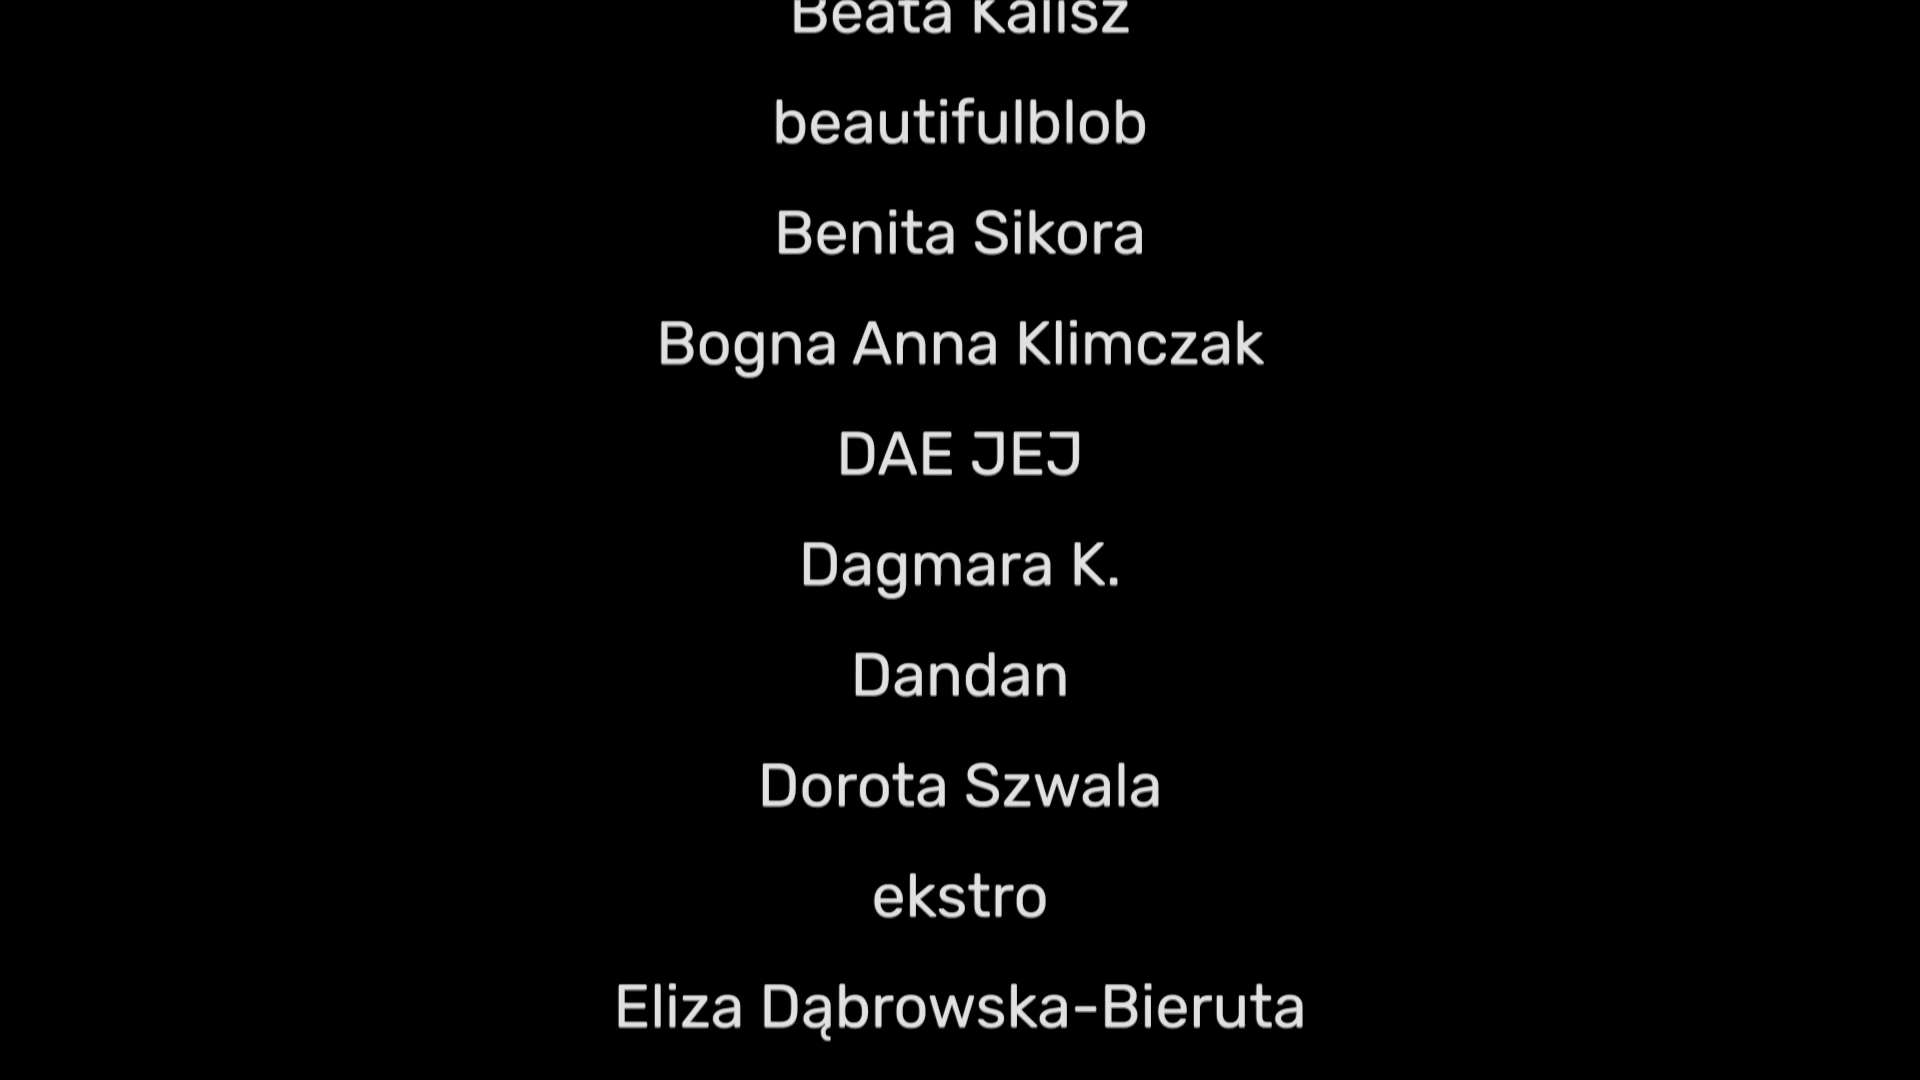 Beata Kalisz
beautifulblob
Benita Sikora
Bogna Anna Klimczak
DAE JEJ
Dagmara K.
Dandan
Dorota Szwala
ekstro
Eliza Dąbrowska-Bieruta